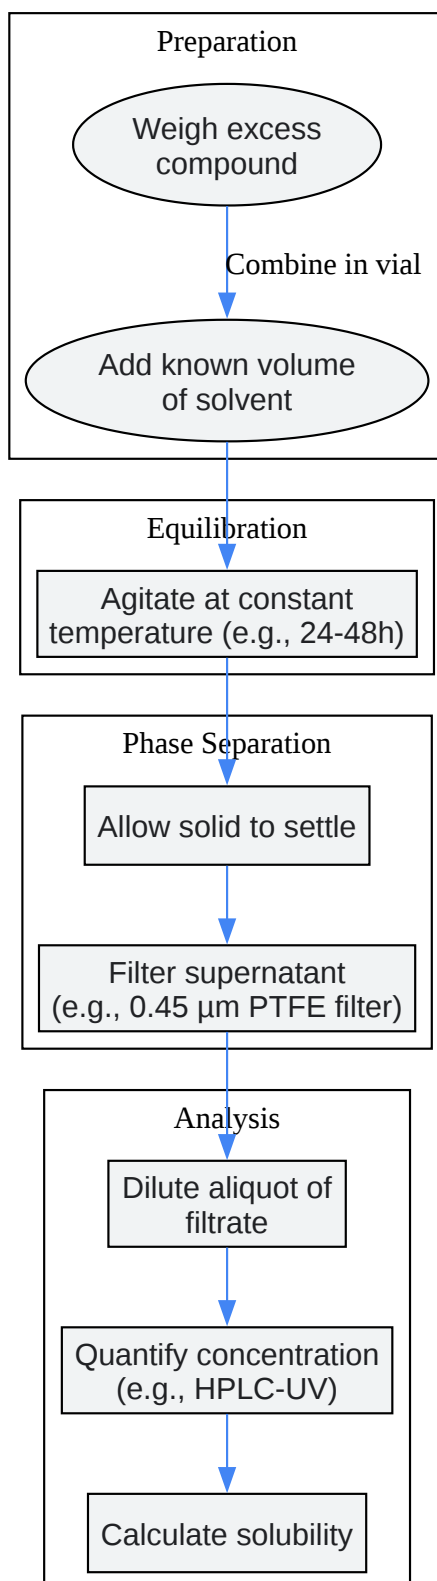 Preparation
Weigh excess
compound
Combine in vial
Add known volume
of solvent
Equilibration
Agitate at constant
temperature (e.g., 24-48h)
Phase Separation
Allow solid to settle
Filter supernatant
(e.g., 0.45 µm PTFE filter)
Analysis
Dilute aliquot of
filtrate
Quantify concentration
(e.g., HPLC-UV)
Calculate solubility